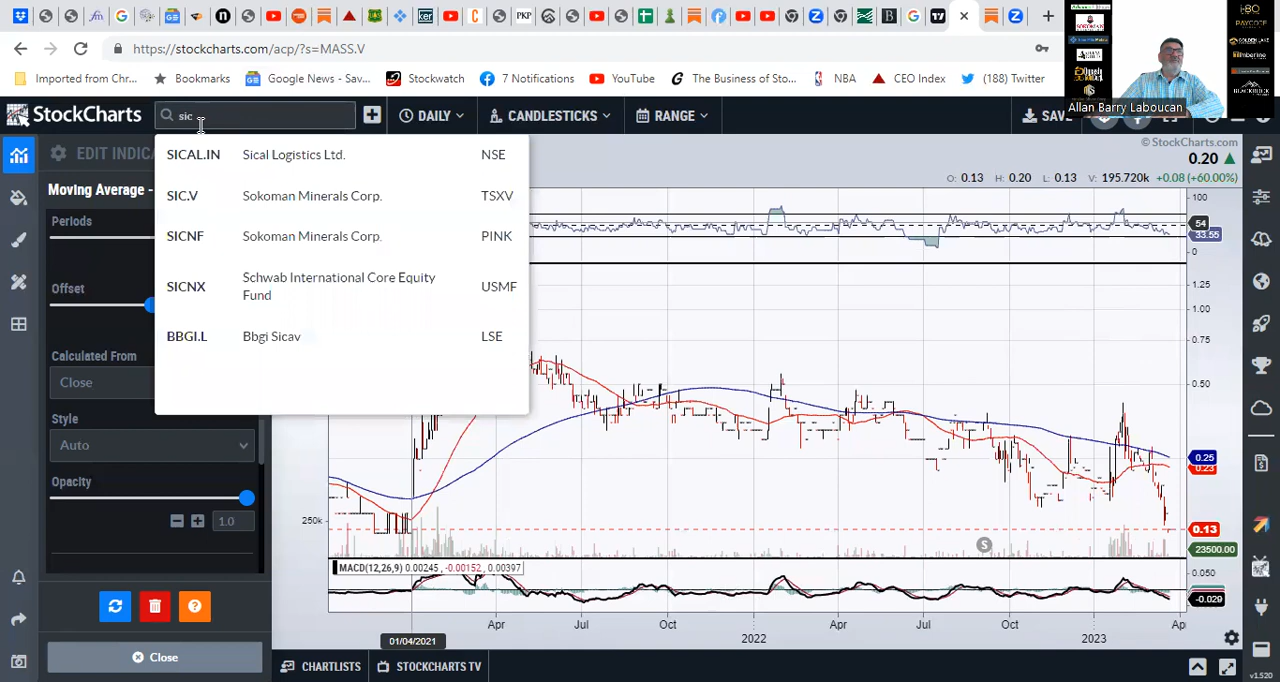 https://stockcharts.com/acp/?s=MASS.V
Imported from Chr...
Bookmarks
Google News - Sav...
Stockwatch
7 Notifications
YouTube
The Business of Sto...
NBA
CEO Index
(188) Twitter
Allan Barry Laboucan
StockCharts
sic
DAILY
CANDLESTICKS
RANGE
SAVE
EDIT INDICA
SICAL.IN Sical Logistics Ltd. NSE
SIC.V Sokoman Minerals Corp. TSXV
SICNF Sokoman Minerals Corp. PINK
SICNX Schwab International Core Equity Fund USMF
BBGI.L Bbgi Sicav LSE
Moving Average -
Periods
Offset
Calculated From
Close
Style
Auto
Opacity
1.0
Close
© StockCharts.com
0.20
O: 0.13 H: 0.20 L: 0.13 V: 195.720k +0.08 (+60.00%)
100
54
33.55
0
1.25
1.00
0.75
0.50
0.25
0.23
250k
0.13
23500.00
S
MACD(12,26,9) 0.00245 , -0.00152 , 0.00397
0.050
-0.029
Apr
Jul
Oct
2022
Apr
Jul
Oct
2023
Ap
01/04/2021
CHARTLISTS
STOCKCHARTS TV
v1.520